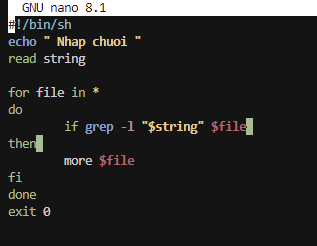 GNU nano 8.1
#!/bin/sh
echo " Nhap chuoi "
read string

for file in *
do
        if grep -l "$string" $file
then
        more $file
fi
done
exit 0